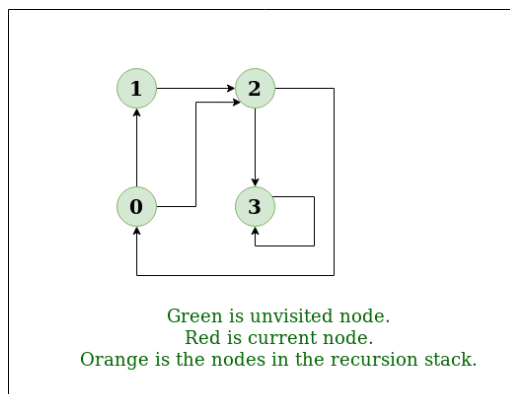 1 2
0 3
Green is unvisited node.
Red is current node.
Orange is the nodes in the recursion stack.